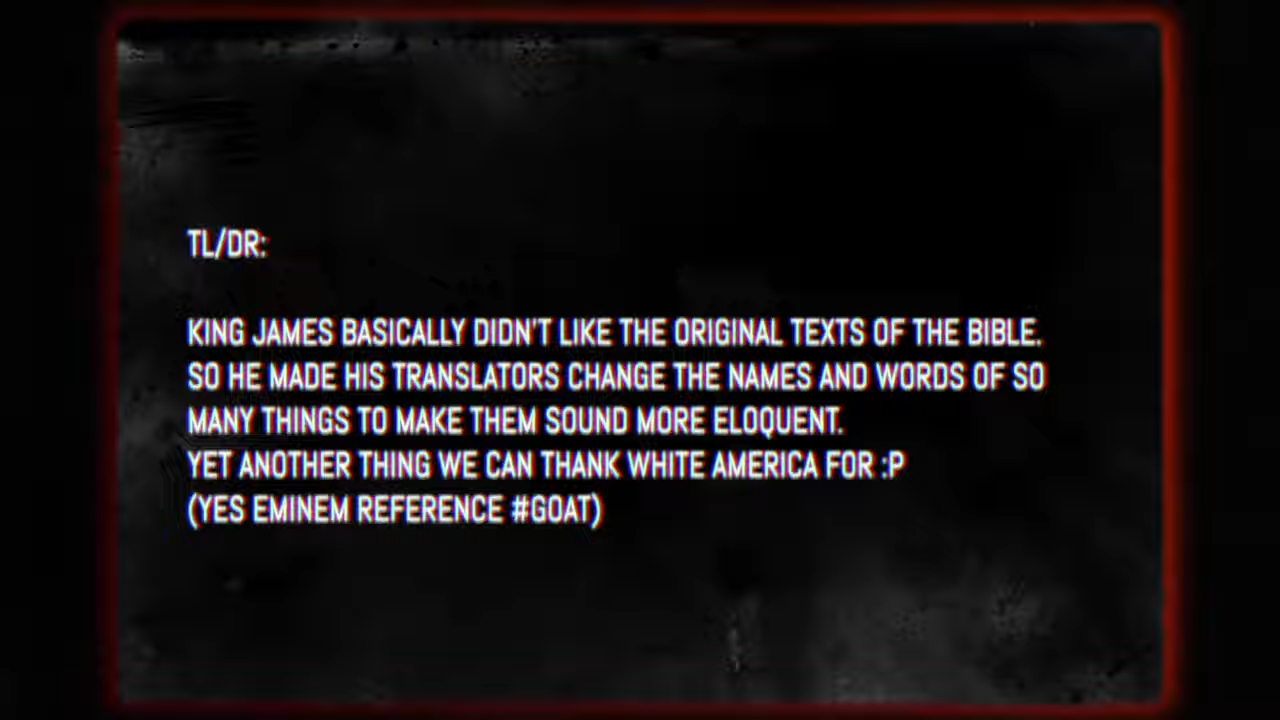 TL/DR:
KING JAMES BASICALLY DIDN'T LIKE THE ORIGINAL TEXTS OF THE BIBLE.
SO HE MADE HIS TRANSLATORS CHANGE THE NAMES AND WORDS OF SO
MANY THINGS TO MAKE THEM SOUND MORE ELOQUENT.
YET ANOTHER THING WE CAN THANK WHITE AMERICA FOR :P
(YES EMINEM REFERENCE #GOAT)